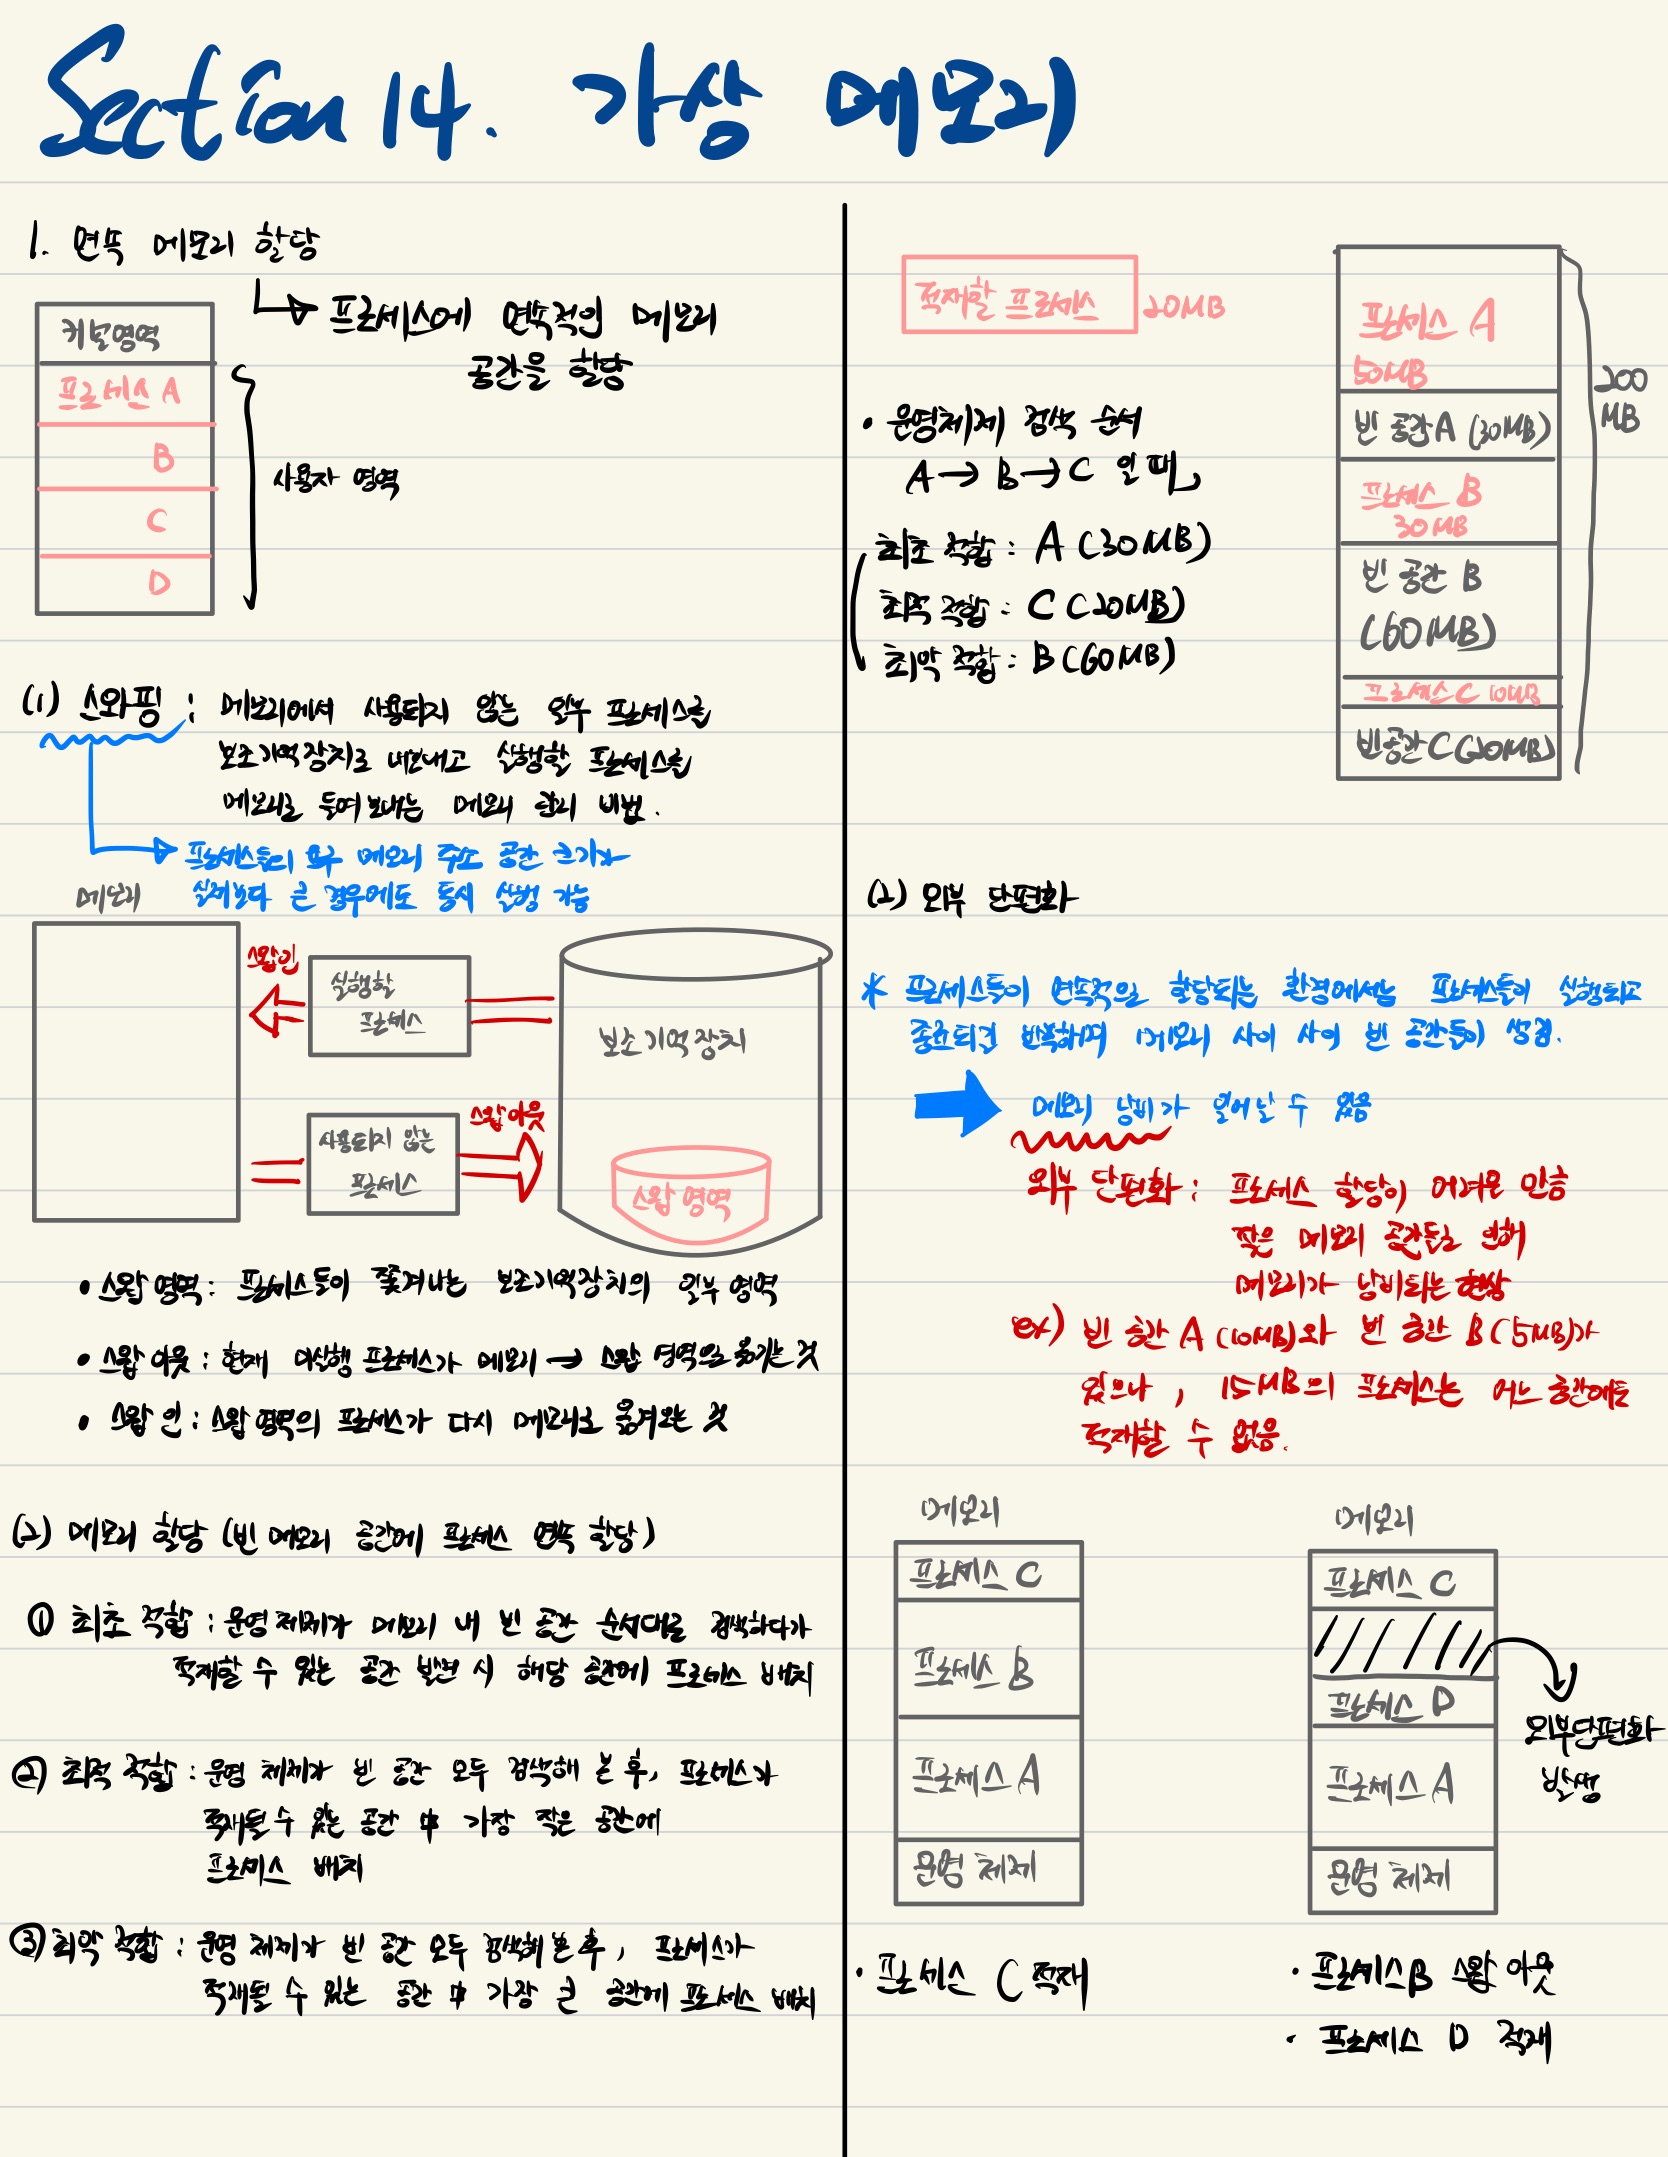 Section 14. 가상 메모리
1. 연속 메모리 할당
→ 프로세스에 연속적인 메모리
공간을 할당
커널영역
프로세스 A
B
C
D
사용자 영역
(1) 스와핑 : 메모리에서 사용되지 않는 일부 프로세스를
보조기억장치로 내보내고 실행할 프로세스를
메모리로 들여보내는 메모리 관리 비법.
프로세스들의 요구 메모리 주소 공간 크기가
실제보다 큰 경우에도 동시 실행 가능
메모리
스왑인
실행할
프로세스
보조기억장치
스왑아웃
사용되지 않는
프로세스
스왑 영역
• 스왑 영역 : 프로세스들이 쫓겨나는 보조기억장치의 일부 영역
• 스왑 아웃 : 현재 미실행 프로세스가 메모리 → 스왑 영역으로 옮기는 것
• 스왑 인 : 스왑 영역의 프로세스가 다시 메모리로 옮겨오는 것
(2) 메모리 할당 (빈 메모리 공간에 프로세스 연속 할당)
① 최초 적합 : 운영체제가 메모리 내 빈 공간 순서대로 검색하다가
적재할 수 있는 공간 발견 시 해당 공간에 프로세스 배치
② 최적 적합 : 운영 체제가 빈 공간 모두 검색해 본 후, 프로세스가
적재될 수 있는 공간 中 가장 작은 공간에
프로세스 배치
③ 최악 적합 : 운영 체제가 빈 공간 모두 검색해 본 후, 프로세스가
적재될 수 있는 공간 中 가장 큰 공간에 프로세스 배치
적재할 프로세스 20MB
• 운영체제 검색 순서
A → B → C 일 때,
최초 적합 : A (30MB)
최적 적합 : C (20MB)
최악 적합 : B (60MB)
프로세스 A
50MB
빈 공간 A (30MB)
프로세스 B
30MB
빈 공간 B
(60MB)
프로세스 C 10MB
빈공간 C (20MB)
200
MB
(2) 외부 단편화
* 프로세스들이 연속적으로 할당되는 환경에서는 프로세스들이 실행되고
종료되길 반복하며 메모리 사이 사이 빈 공간들이 생김.
메모리 낭비가 일어날 수 있음
외부 단편화 : 프로세스 할당이 어려운 만큼
작은 메모리 공간들로 인해
메모리가 낭비되는 현상
ex) 빈 공간 A (10MB)와 빈 공간 B (5MB)가
있으나, 15MB의 프로세스는 어느 공간에도
적재할 수 없음.
메모리
프로세스 C
프로세스 B
프로세스 A
운영 체제
• 프로세스 C 적재
메모리
프로세스 C
프로세스 D
프로세스 A
운영 체제
외부단편화
발생
• 프로세스 B 스왑 아웃
• 프로세스 D 적재